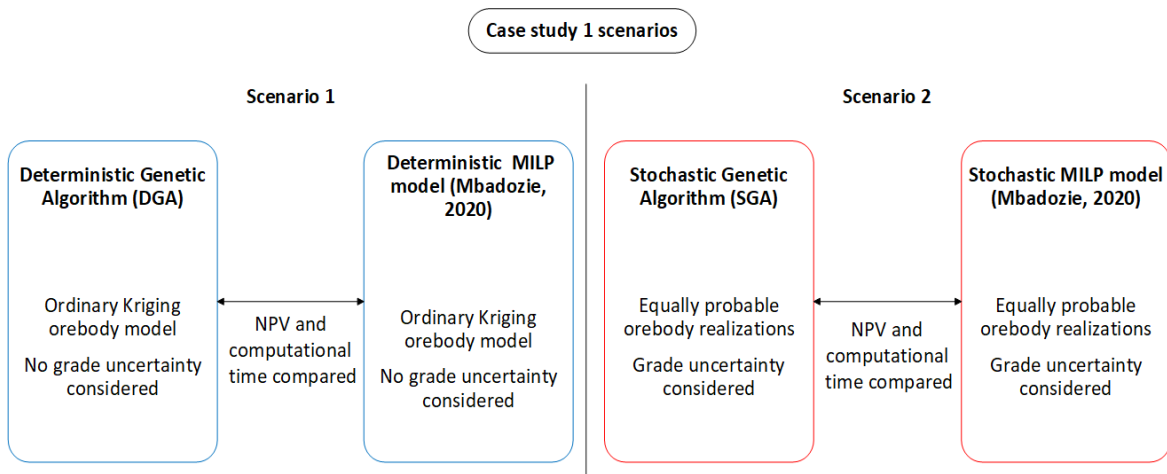 Case study 1 scenarios
Scenario 1
Deterministic Genetic
Algorithm (DGA)
Ordinary Kriging
orebody model
No grade uncertainty
considered
NPV and
computational
time compared
Deterministic MILP
model (Mbadozie,
2020)
Ordinary Kriging
orebody model
No grade uncertainty
considered
Scenario 2
Stochastic Genetic
Algorithm (SGA)
Equally probable
orebody realizations
Grade uncertainty
considered
NPV and
computational
time compared
Stochastic MILP model
(Mbadozie, 2020)
Equally probable
orebody realizations
Grade uncertainty
considered